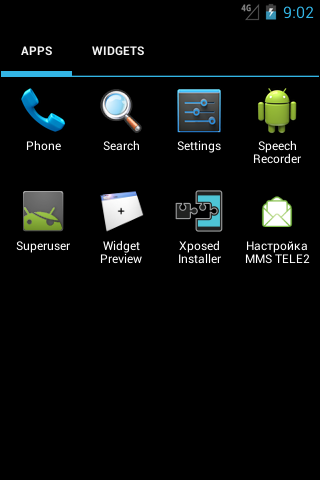 4G 9:02
APPS WIDGETS
Phone Search Settings Speech
Recorder
Superuser Widget Xposed Настройка
Preview Installer MMS TELE2